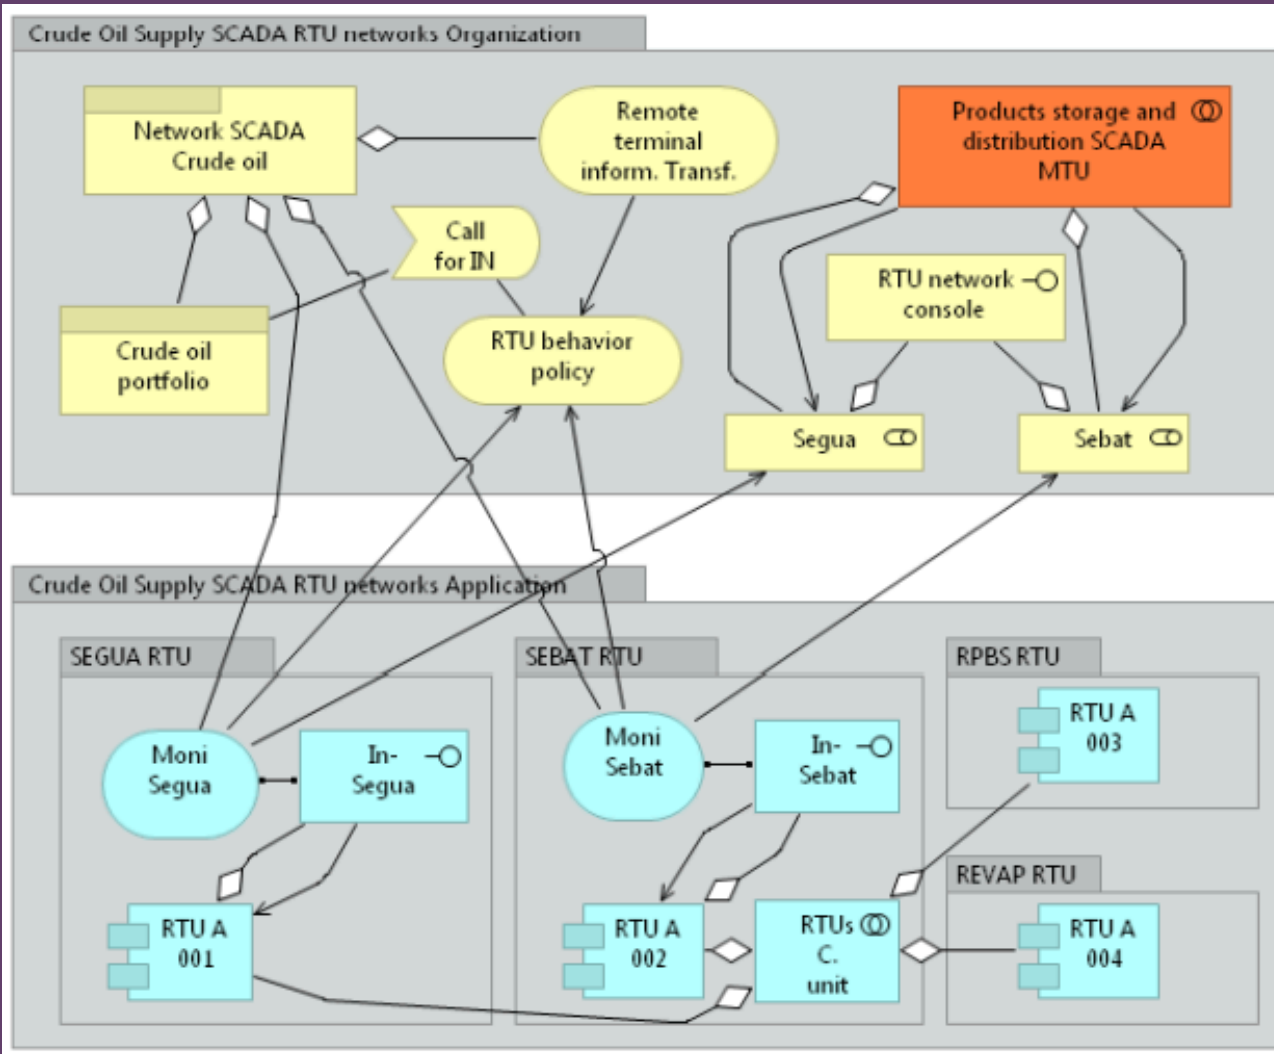 Crude Oil Supply SCADA RTU networks Organization
Network SCADA
Crude oil
Remote
terminal
inform. Transf.
Products storage and
distribution SCADA
MTU
Call
for IN
RTU network
console
Crude oil
portfolio
RTU behavior
policy
Segua
Sebat
Crude Oil Supply SCADA RTU networks Application
SEGUA RTU
Moni
Segua
In-
Segua
RTU A
001
SEBAT RTU
Moni
Sebat
In-
Sebat
RTU A
002
RTUs
C.
unit
RPBS RTU
RTU A
003
REVAP RTU
RTU A
004